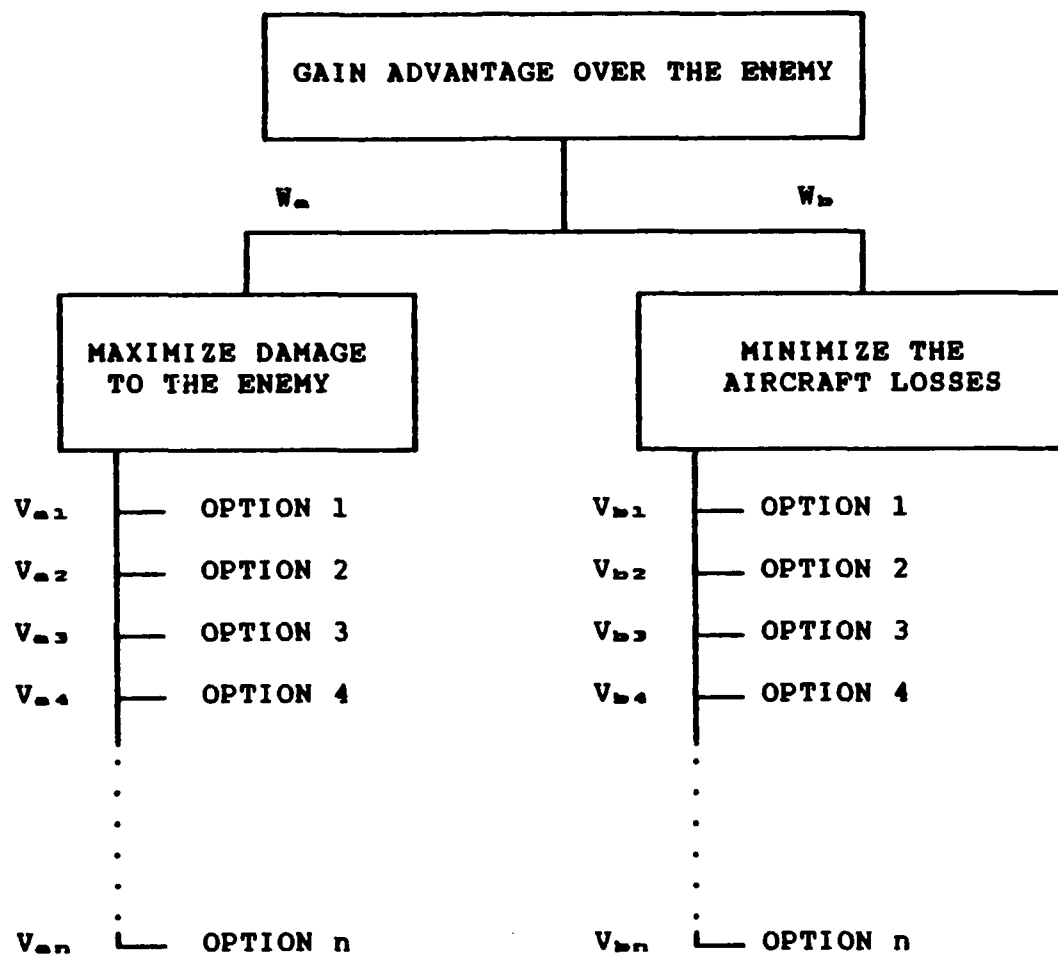 GAIN ADVANTAGE OVER THE ENEMY
Wa Wb
MAXIMIZE DAMAGE
TO THE ENEMY
MINIMIZE THE
AIRCRAFT LOSSES
Va1 OPTION 1
Va2 OPTION 2
Va3 OPTION 3
Va4 OPTION 4
Van OPTION n
Vb1 OPTION 1
Vb2 OPTION 2
Vb3 OPTION 3
Vb4 OPTION 4
Vbn OPTION n